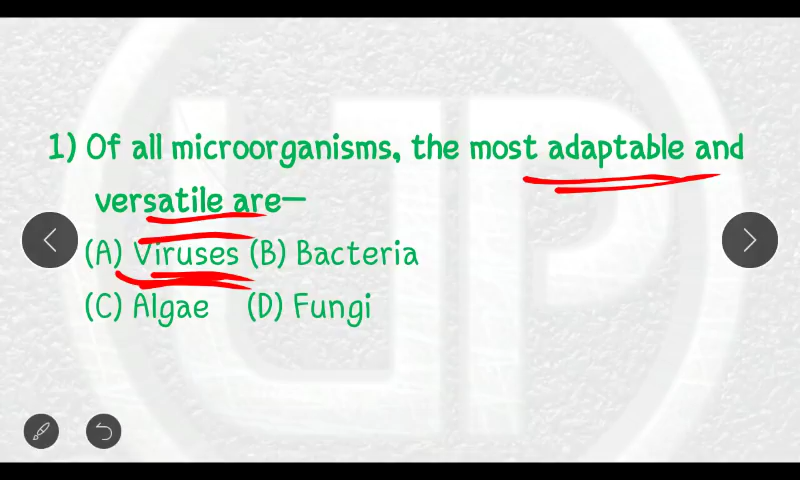 1) Of all microorganisms, the most adaptable and
versatile are—
(A) Viruses (B) Bacteria
(C) Algae (D) Fungi